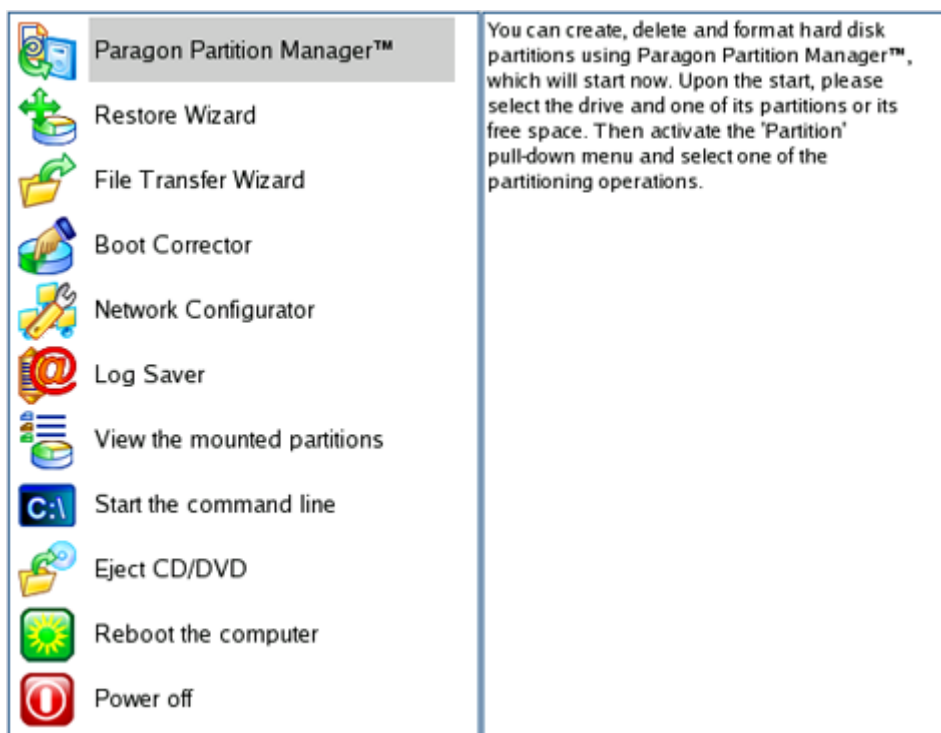 Paragon Partition Manager™
Restore Wizard
File Transfer Wizard
Boot Corrector
Network Configurator
@
Log Saver
View the mounted partitions
C:\
Start the command line
Eject CD/DVD
Reboot the computer
Power off
You can create, delete and format hard disk
partitions using Paragon Partition Manager™,
which will start now. Upon the start, please
select the drive and one of its partitions or its
free space. Then activate the 'Partition'
pull-down menu and select one of the
partitioning operations.